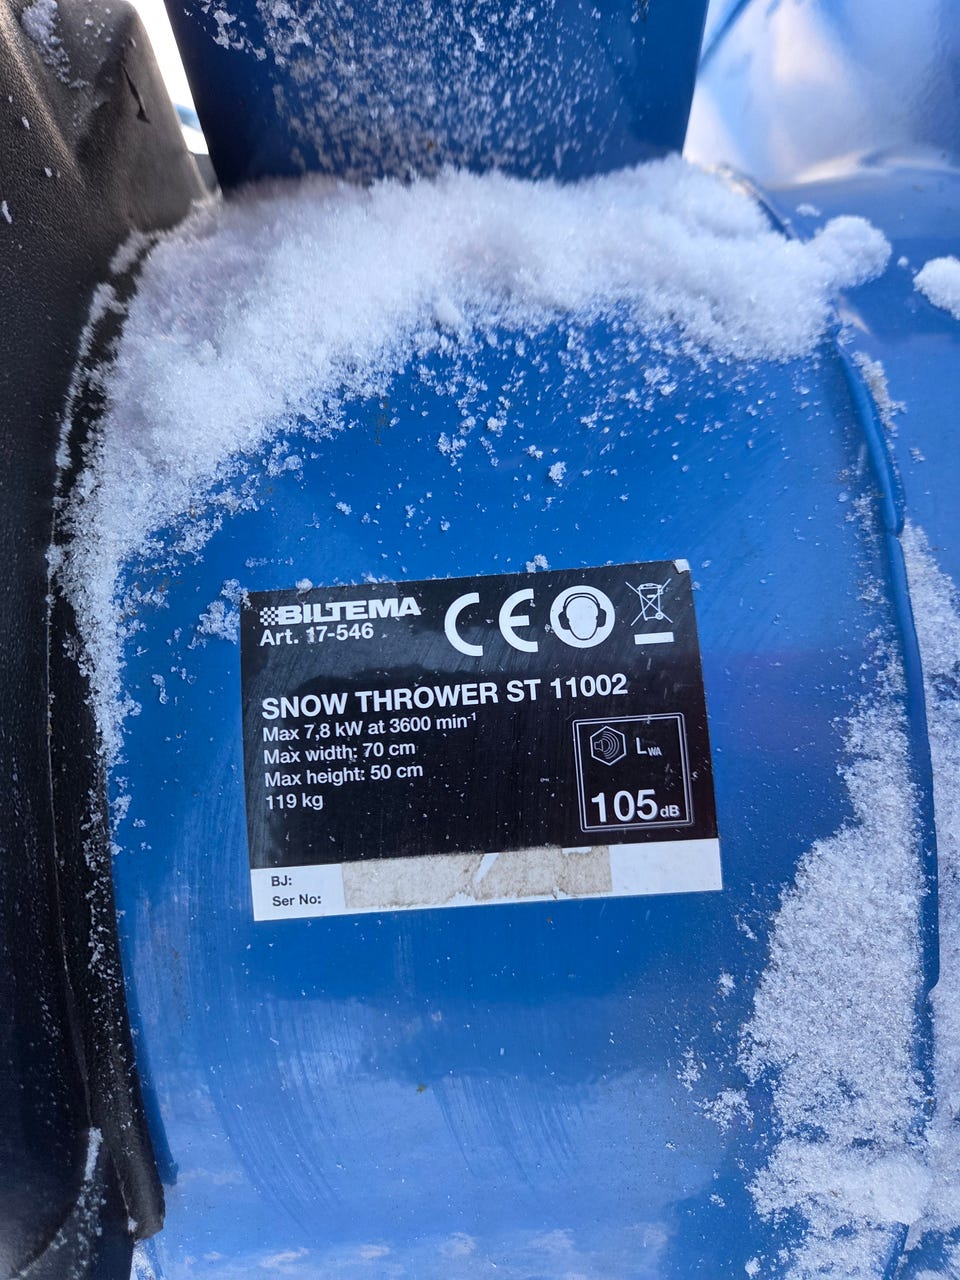 BILTEMA
Art. 17-546
CE
SNOW THROWER ST 11002
Max 7,8 kW at 3600 min⁻¹
Max width: 70 cm
Max height: 50 cm
119 kg
LWA
105 dB
BJ:
Ser No: